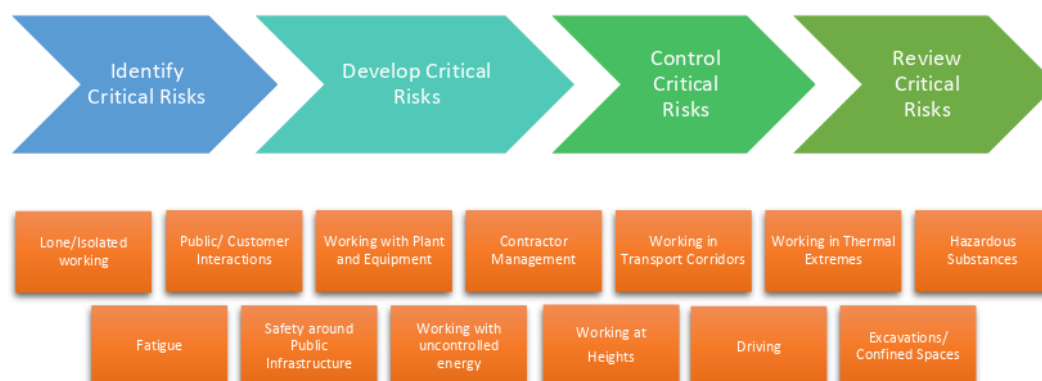 Identify
Critical Risks
Develop Critical
Risks
Control
Critical
Risks
Review
Critical
Risks
Lone/Isolated
working
Public/ Customer
Interactions
Working with Plant
and Equipment
Contractor
Management
Working in
Transport Corridors
Working in Thermal
Extremes
Hazardous
Substances
Fatigue
Safety around
Public
Infrastructure
Working with
uncontrolled
energy
Working at
Heights
Driving
Excavations/
Confined Spaces